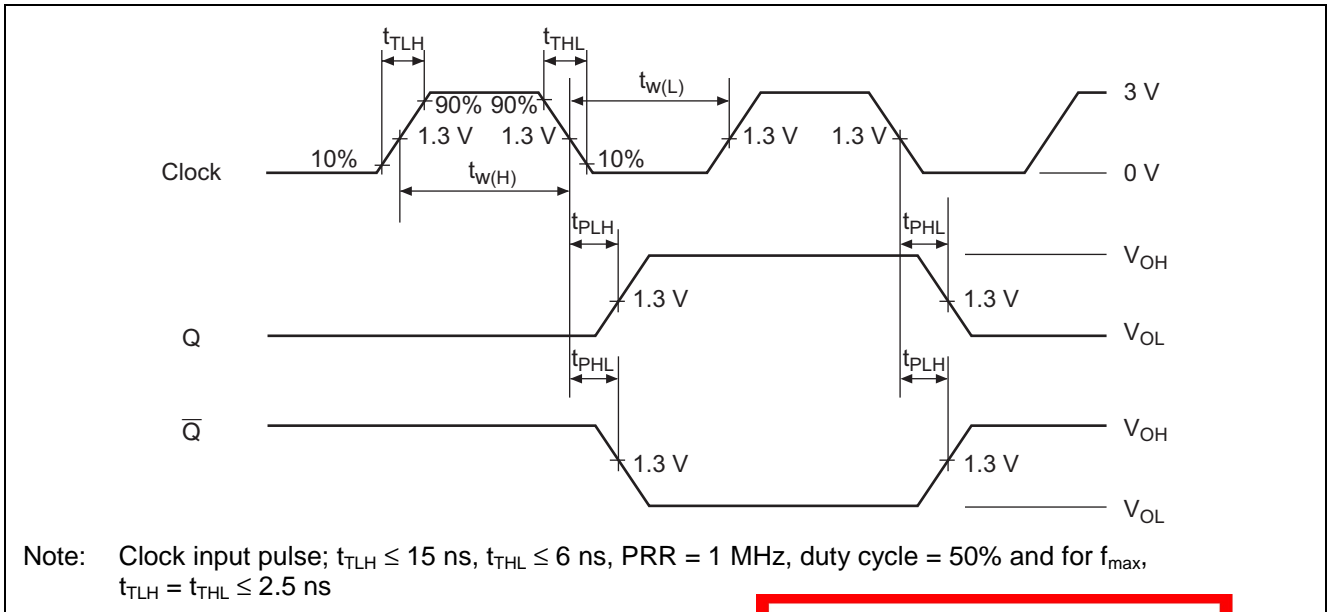 tTLH tTHL
tw(L)
3 V
90% 90%
1.3 V 1.3 V 1.3 V 1.3 V
10% 10%
Clock 0 V
tw(H)
tPLH tPHL
VOH
1.3 V 1.3 V
Q VOL
tPHL tPLH
Q̅ VOH
1.3 V 1.3 V
VOL
Note: Clock input pulse; tTLH ≤ 15 ns, tTHL ≤ 6 ns, PRR = 1 MHz, duty cycle = 50% and for fmax,
tTLH = tTHL ≤ 2.5 ns